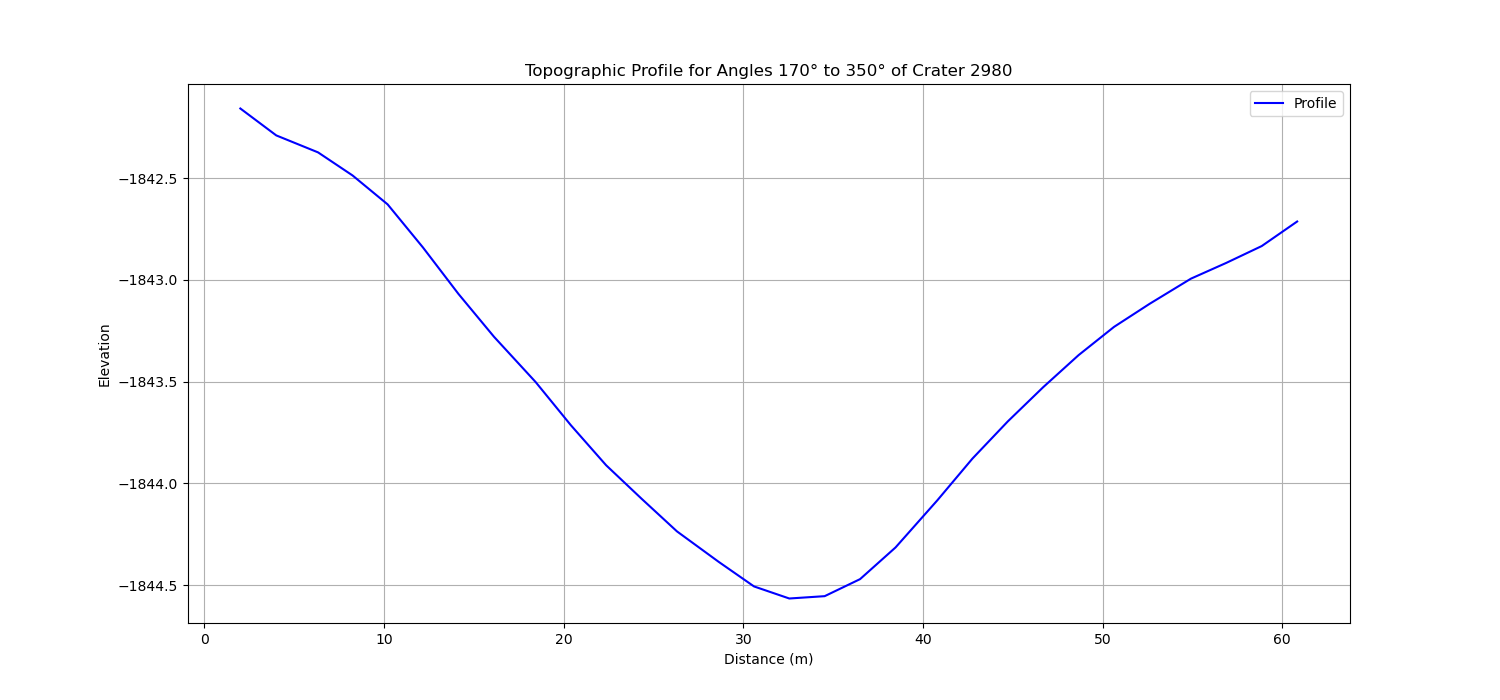 Topographic Profile for Angles 170° to 350° of Crater 2980
Profile
−1842.5
−1843.0
−1843.5
−1844.0
−1844.5
Elevation
0 10 20 30 40 50 60
Distance (m)